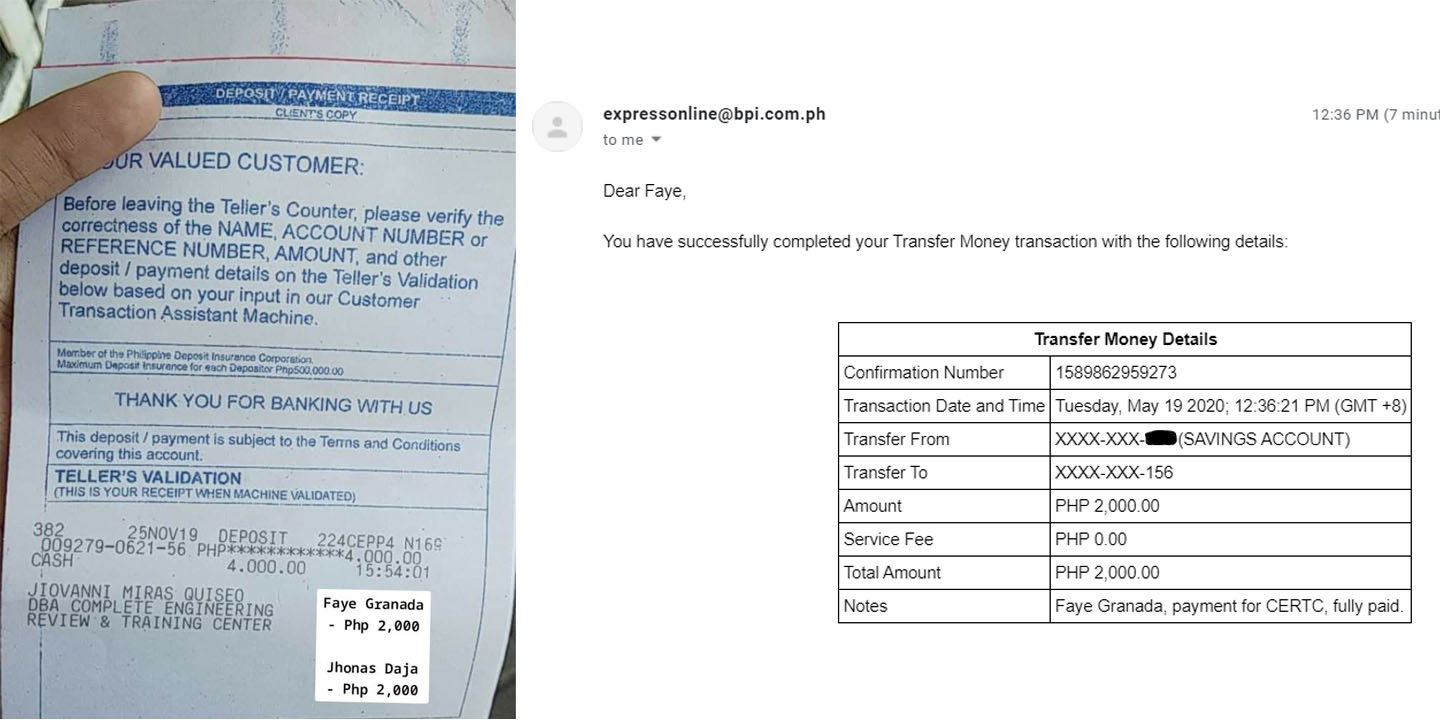 DEPOSIT / PAYMENT RECEIPT
CLIENT'S COPY
OUR VALUED CUSTOMER:
Before leaving the Teller's Counter, please verify the
correctness of the NAME, ACCOUNT NUMBER or
REFERENCE NUMBER, AMOUNT, and other
deposit / payment details on the Teller's Validation
below based on your input in our Customer
Transaction Assistant Machine.
Member of the Philippine Deposit Insurance Corporation.
Maximum Deposit Insurance for each Depositor Php500,000.00
THANK YOU FOR BANKING WITH US
This deposit / payment is subject to the Terms and Conditions
covering this account.
TELLER'S VALIDATION
(THIS IS YOUR RECEIPT WHEN MACHINE VALIDATED)
382 25NOV19 DEPOSIT 224CEPP4 N169
009279-0621-56 PHP************4,000.00
CASH 4.000.00 15:54:01
JIOVANNI MIRAS QUISEO
DBA COMPLETE ENGINEERING
REVIEW & TRAINING CENTER
Faye Granada
- Php 2,000
Jhonas Daja
- Php 2,000
expressonline@bpi.com.ph 12:36 PM (7 minut
to me
Dear Faye,
You have successfully completed your Transfer Money transaction with the following details:
Transfer Money Details
Confirmation Number 1589862959273
Transaction Date and Time Tuesday, May 19 2020; 12:36:21 PM (GMT +8)
Transfer From XXXX-XXX- (SAVINGS ACCOUNT)
Transfer To XXXX-XXX-156
Amount PHP 2,000.00
Service Fee PHP 0.00
Total Amount PHP 2,000.00
Notes Faye Granada, payment for CERTC, fully paid.